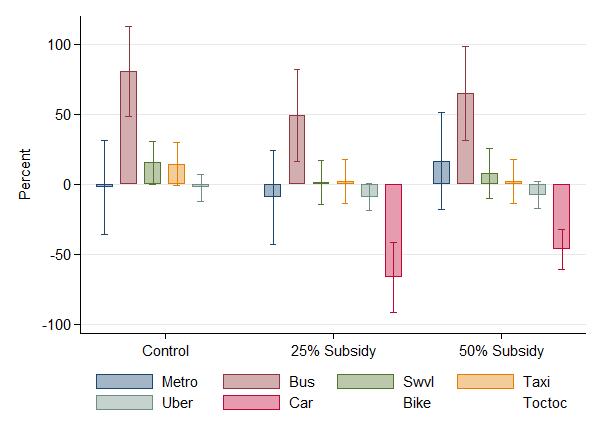 100
50
0
-50
-100
Percent
Control 25% Subsidy 50% Subsidy
Metro Bus Swvl Taxi
Uber Car Bike Toctoc